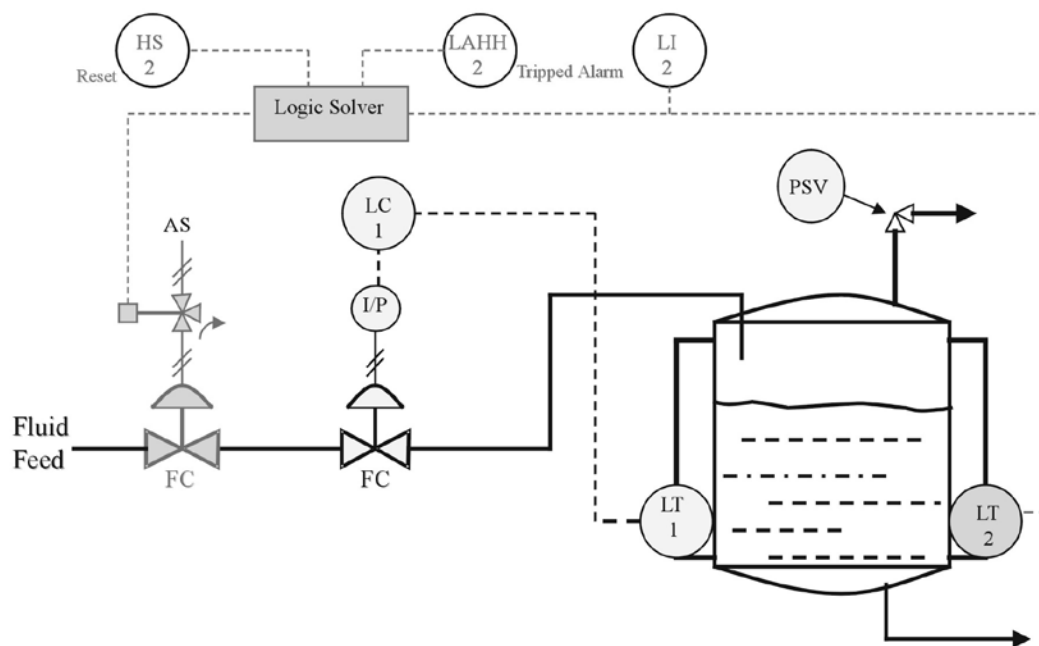 HS
2
Reset
LAHH
2
Tripped Alarm
LI
2
Logic Solver
LC
1
PSV
AS
I/P
Fluid
Feed
FC
FC
LT
1
LT
2